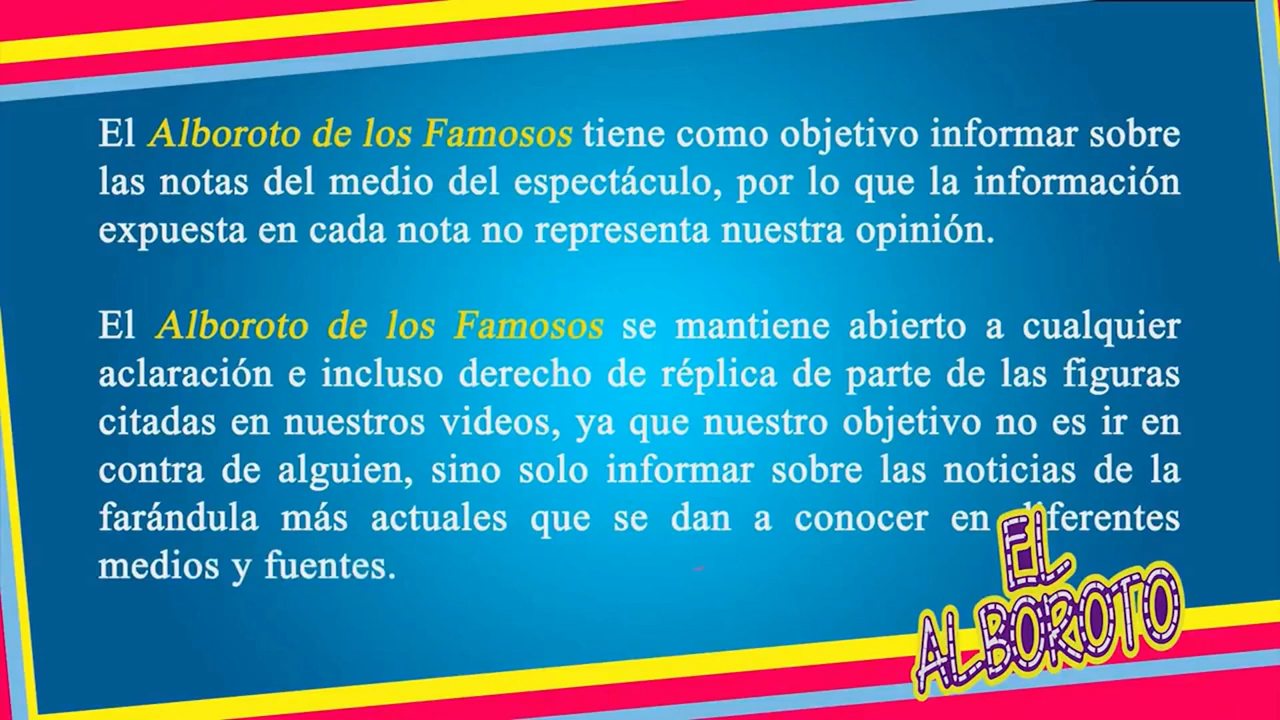 El Alboroto de los Famosos tiene como objetivo informar sobre
las notas del medio del espectáculo, por lo que la información
expuesta en cada nota no representa nuestra opinión.
El Alboroto de los Famosos se mantiene abierto a cualquier
aclaración e incluso derecho de réplica de parte de las figuras
citadas en nuestros videos, ya que nuestro objetivo no es ir en
contra de alguien, sino solo informar sobre las noticias de la
farándula más actuales que se dan a conocer en diferentes
medios y fuentes.
EL
ALBOROTO